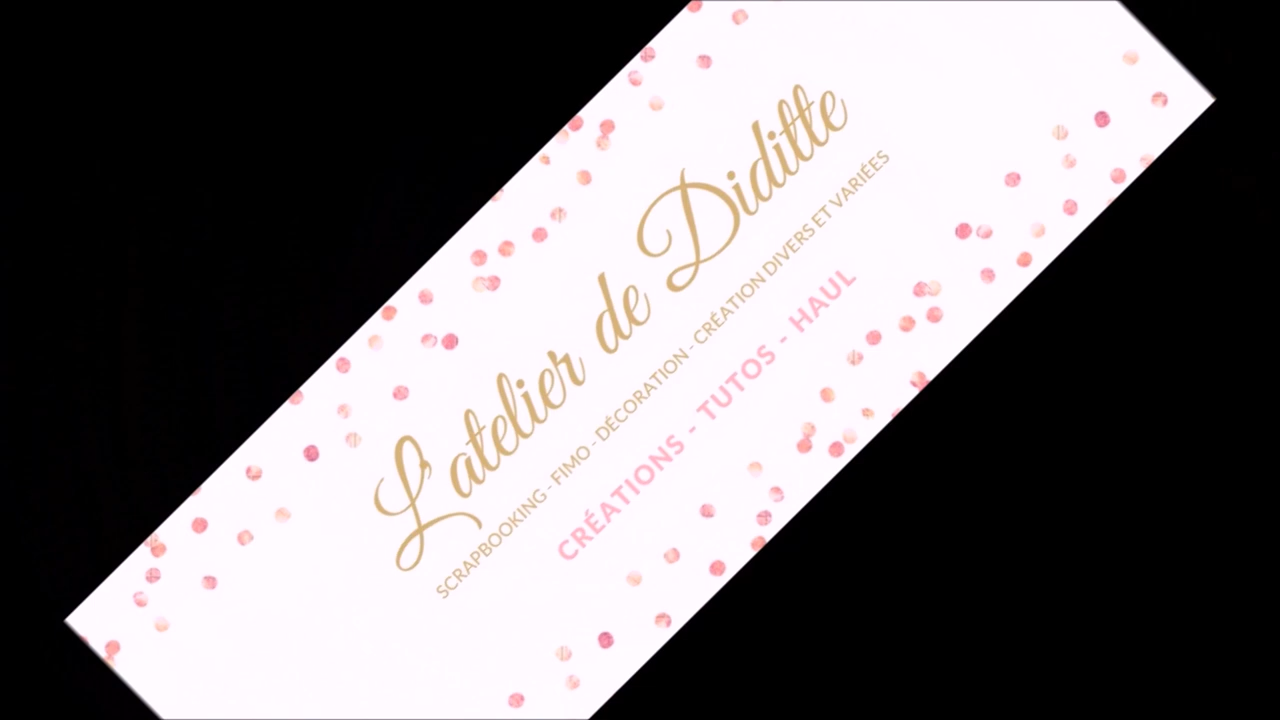 L'atelier de Diditte
SCRAPBOOKING - FIMO - DÉCORATION - CRÉATION DIVERS ET VARIÉES
CRÉATIONS - TUTOS - HAUL